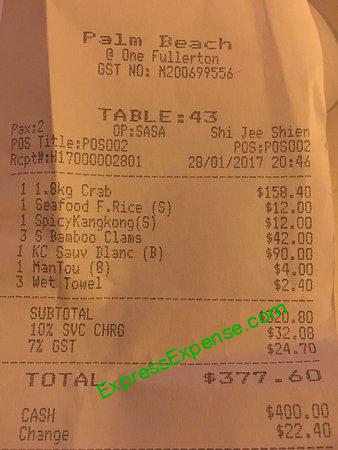 Palm Beach
@ One Fullerton
GST NO: M200699556
TABLE:43
Pax:2 OP:SASA Shi Jee Shien
POS Title:POS002 POS:POS002
Rcpt#:H17000002801 28/01/2017 20:46
1 1.8kg Crab $158.40
1 Seafood F.Rice (S) $12.00
1 SpicyKangkong(S) $12.00
3 S Bamboo Clams $42.00
1 KC Sauv Blanc (B) $90.00
1 ManTou (8) $4.00
3 Wet Towel $2.40
SUBTOTAL $320.80
10% SVC CHRG $32.08
7% GST $24.70
TOTAL $377.60
CASH $400.00
Change $22.40
ExpressExpense.com